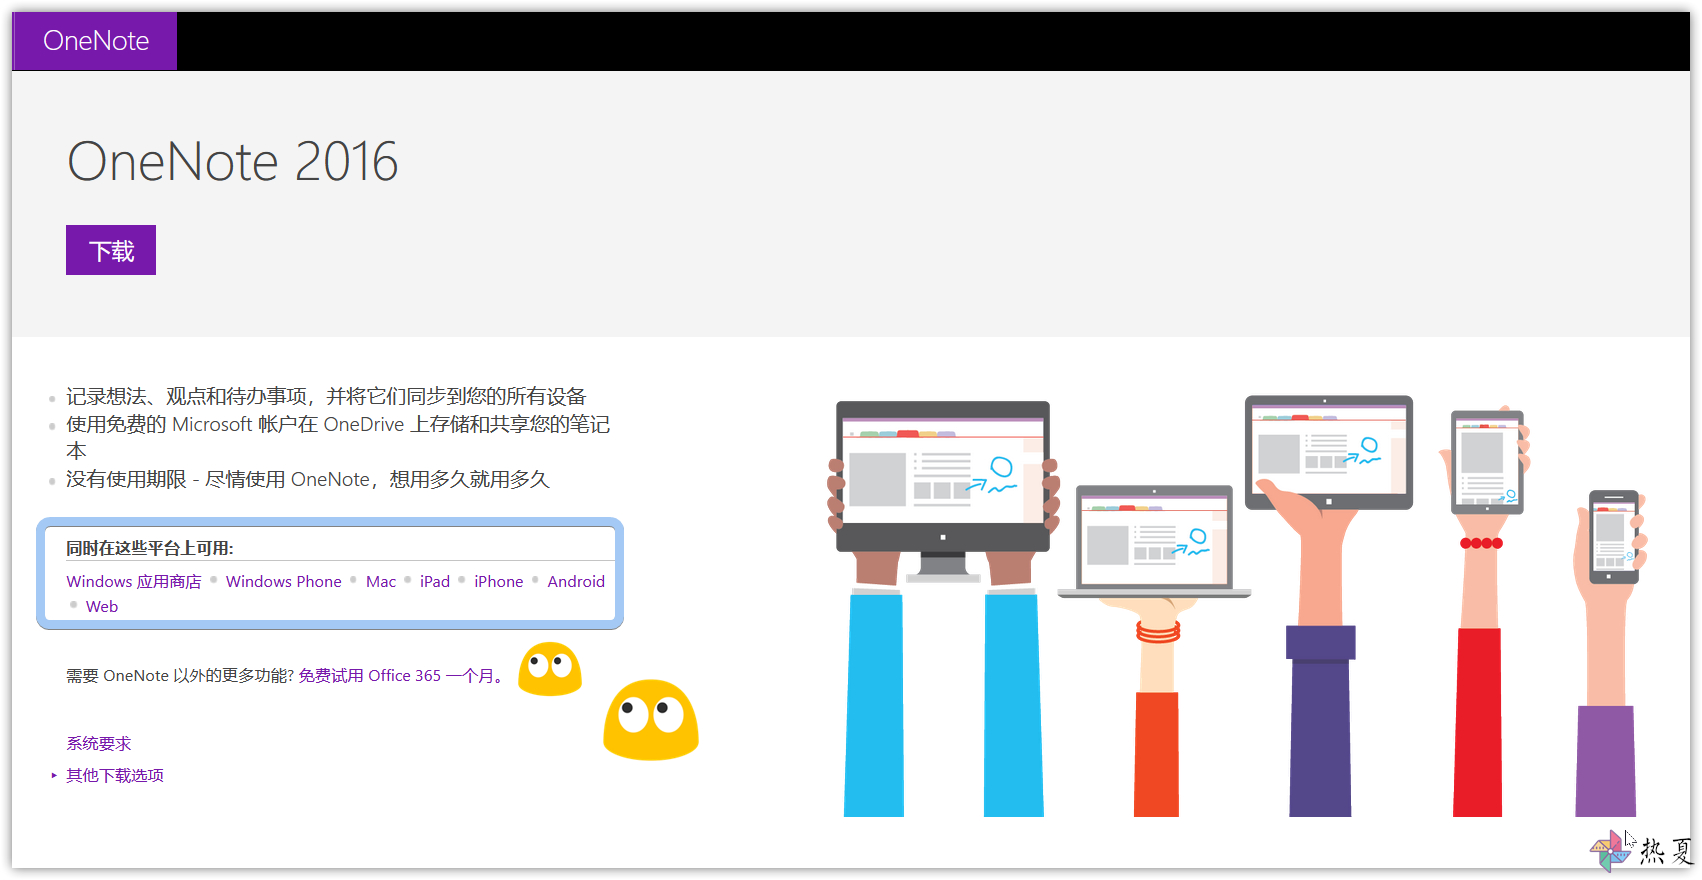 OneNote
OneNote 2016
下载
记录想法、观点和待办事项，并将它们同步到您的所有设备
使用免费的 Microsoft 帐户在 OneDrive 上存储和共享您的笔记
本
没有使用期限 - 尽情使用 OneNote，想用多久就用多久
同时在这些平台上可用:
Windows 应用商店 Windows Phone Mac iPad iPhone Android
Web
需要 OneNote 以外的更多功能? 免费试用 Office 365 一个月。
系统要求
其他下载选项
热夏